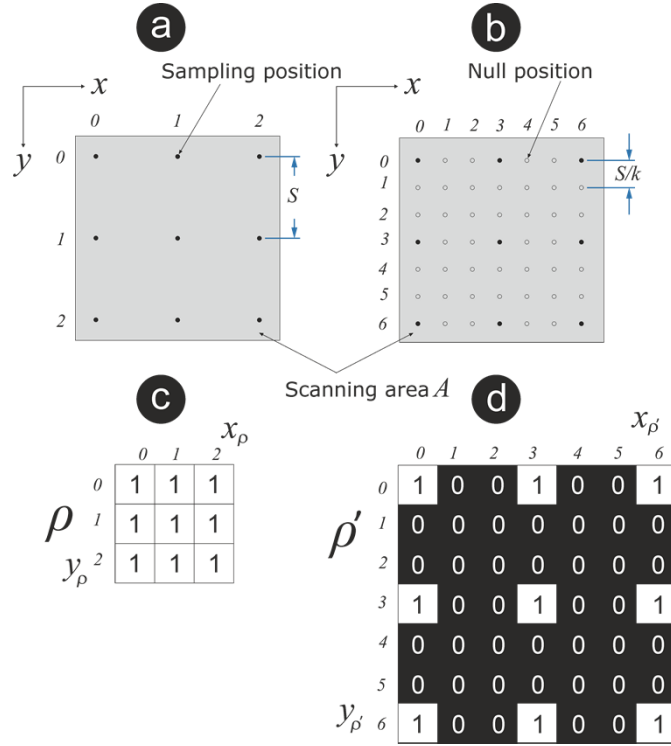 a b
Sampling position Null position
x x
0 1 2 0 1 2 3 4 5 6
y 0 y 0
S S/k
1
2
1 3
4
5
2 6
Scanning area A
c d
xρ xρ′
0 1 2 0 1 2 3 4 5 6
0 1 1 1 0 1 0 0 1 0 0 1
ρ 1 1 1 1 ρ′ 1 0 0 0 0 0 0 0
yρ 2 1 1 1 2 0 0 0 0 0 0 0
3 1 0 0 1 0 0 1
4 0 0 0 0 0 0 0
5 0 0 0 0 0 0 0
yρ′ 6 1 0 0 1 0 0 1